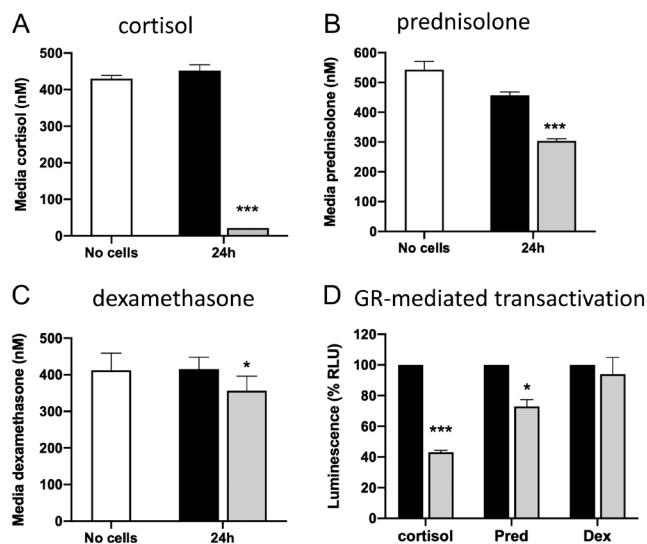 A cortisol
Media cortisol (nM)
500
400
300
200
100
0
***
No cells 24h
B prednisolone
Media prednisolone (nM)
600
500
400
300
200
100
0
***
No cells 24h
C dexamethasone
Media dexamethasone (nM)
500
400
300
200
100
0
*
No cells 24h
D GR-mediated transactivation
Luminescence (% RLU)
120
100
80
60
40
20
0
***
*
cortisol Pred Dex